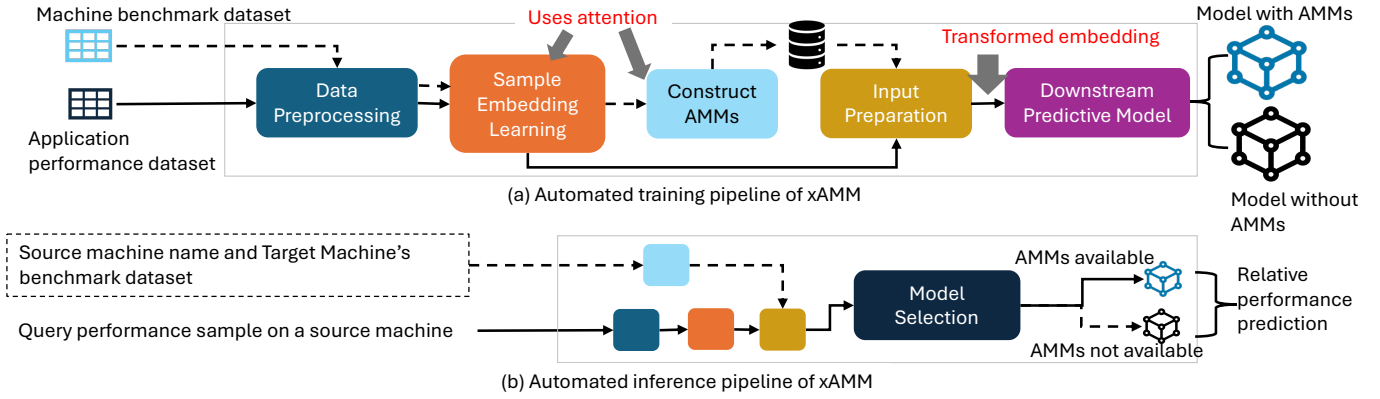 Machine benchmark dataset
Uses attention
Model with AMMs
Transformed embedding
Data
Preprocessing
Sample
Embedding
Learning
Construct
AMMs
Input
Preparation
Downstream
Predictive Model
Application
performance dataset
(a) Automated training pipeline of xAMM
Model without
AMMs
Source machine name and Target Machine's
benchmark dataset
Query performance sample on a source machine
Model
Selection
AMMs available
AMMs not available
Relative
performance
prediction
(b) Automated inference pipeline of xAMM